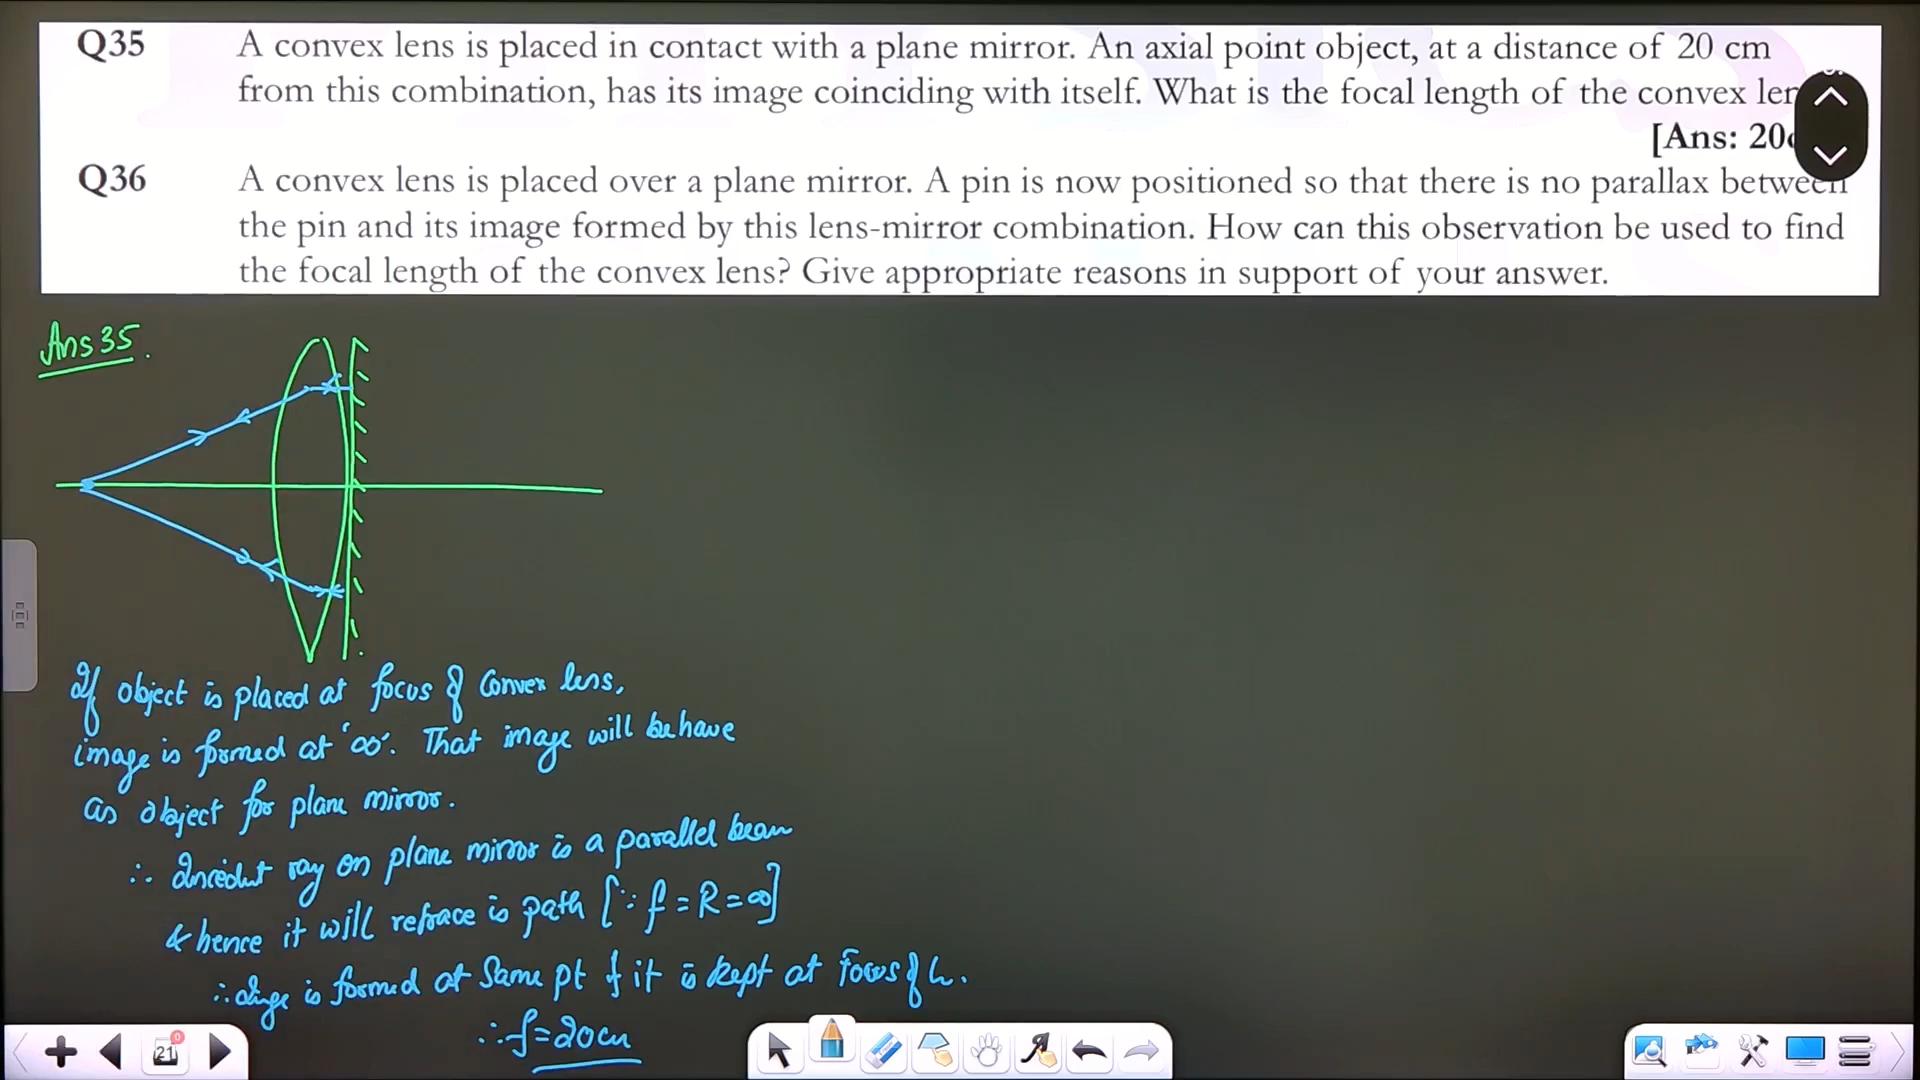 Q35 A convex lens is placed in contact with a plane mirror. An axial point object, at a distance of 20 cm
from this combination, has its image coinciding with itself. What is the focal length of the convex
[Ans: 20
Q36 A convex lens is placed over a plane mirror. A pin is now positioned so that there is no parallax between
the pin and its image formed by this lens-mirror combination. How can this observation be used to find
the focal length of the convex lens? Give appropriate reasons in support of your answer.
Ans 35.
If object is placed at focus of Convex lens,
image is formed at '∞'. That image will behave
as object for plane mirror.
∴ ray on plane mirror is a parallel beam
& hence it will retrace is path [∵ f = R = ∞]
∴ is formed at Same pt if it is kept at Focus of L.
∴ f = 20cm
21
0